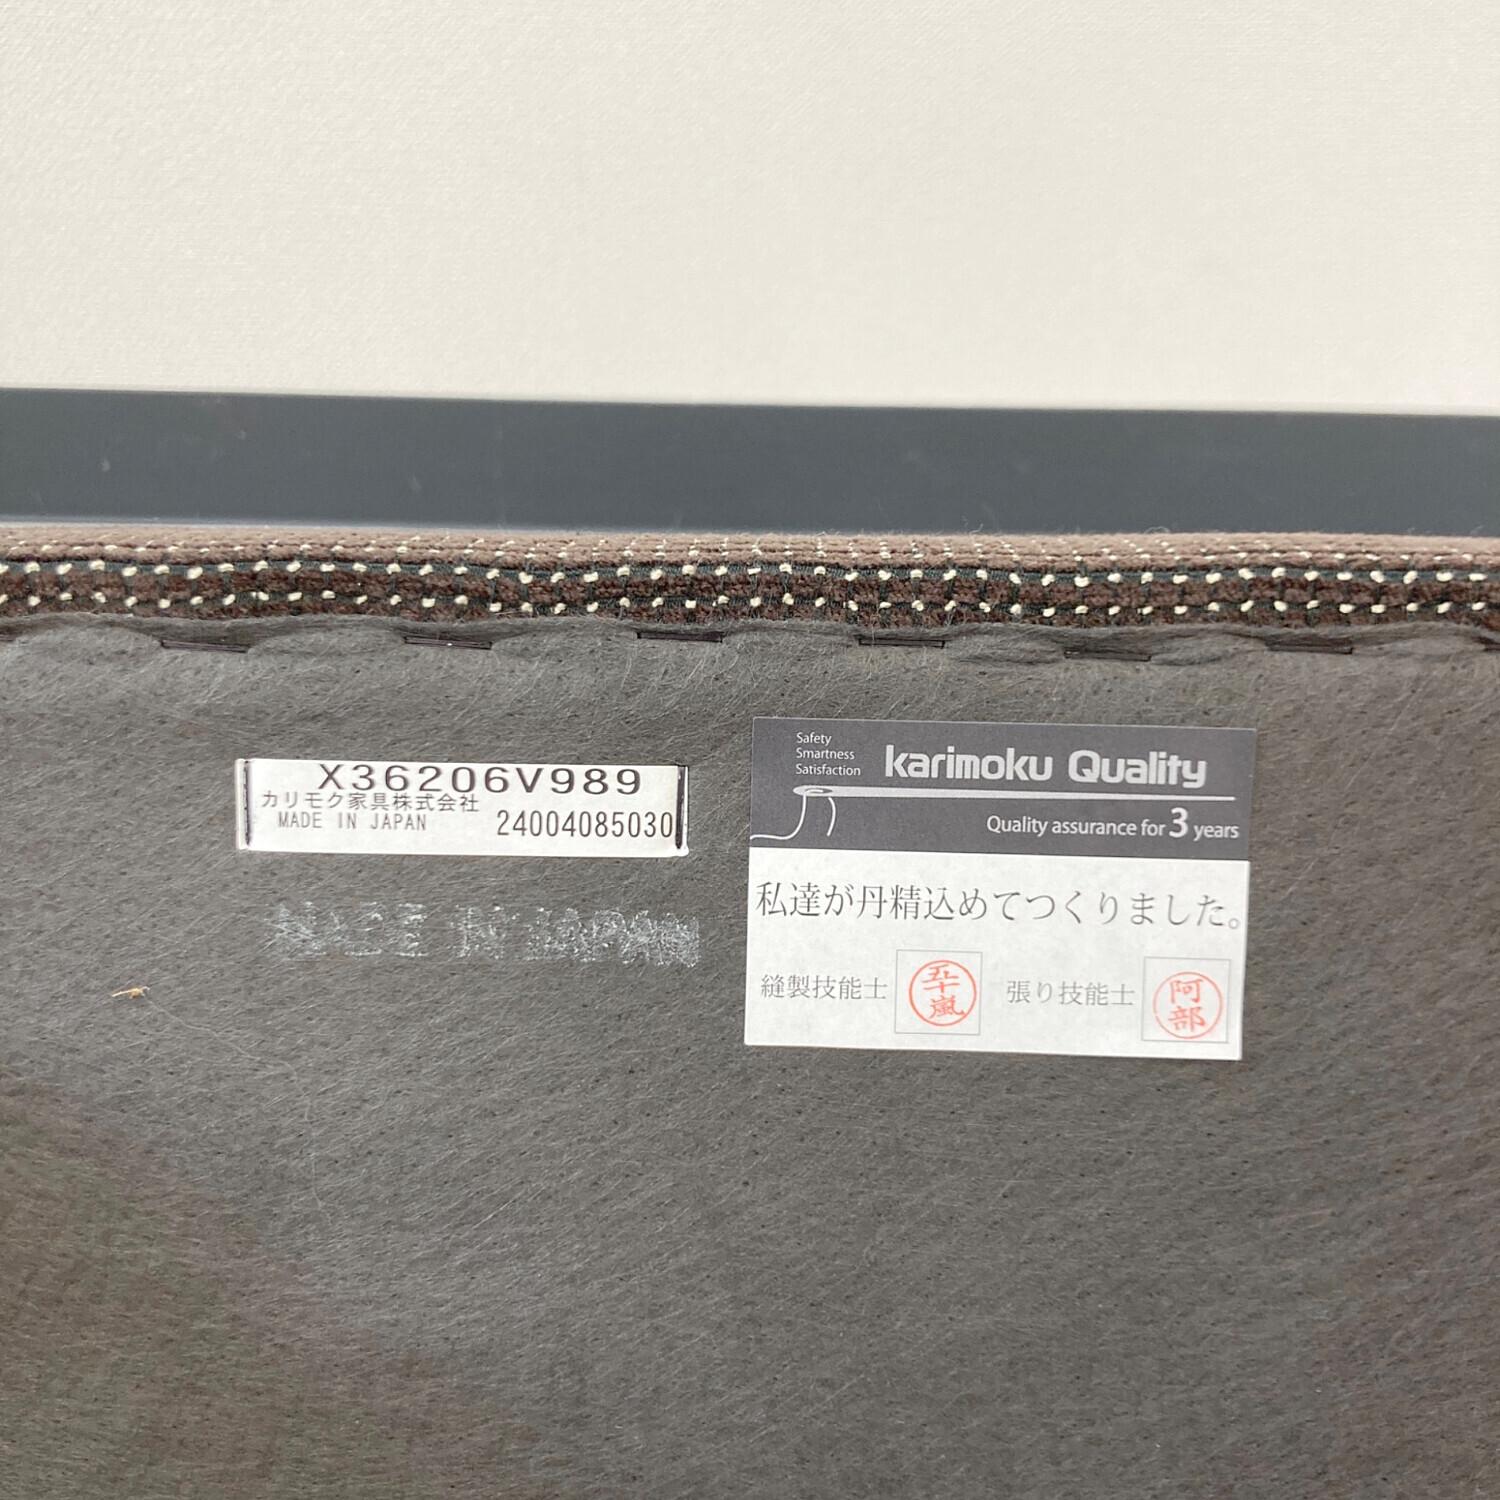 X36206V989
カリモク家具株式会社
MADE IN JAPAN 24004085030
MADE IN JAPAN
Safety
Smartness
Satisfaction
karimoku Quality
Quality assurance for 3 years
私達が丹精込めてつくりました。
縫製技能士 五十嵐 張り技能士 阿部